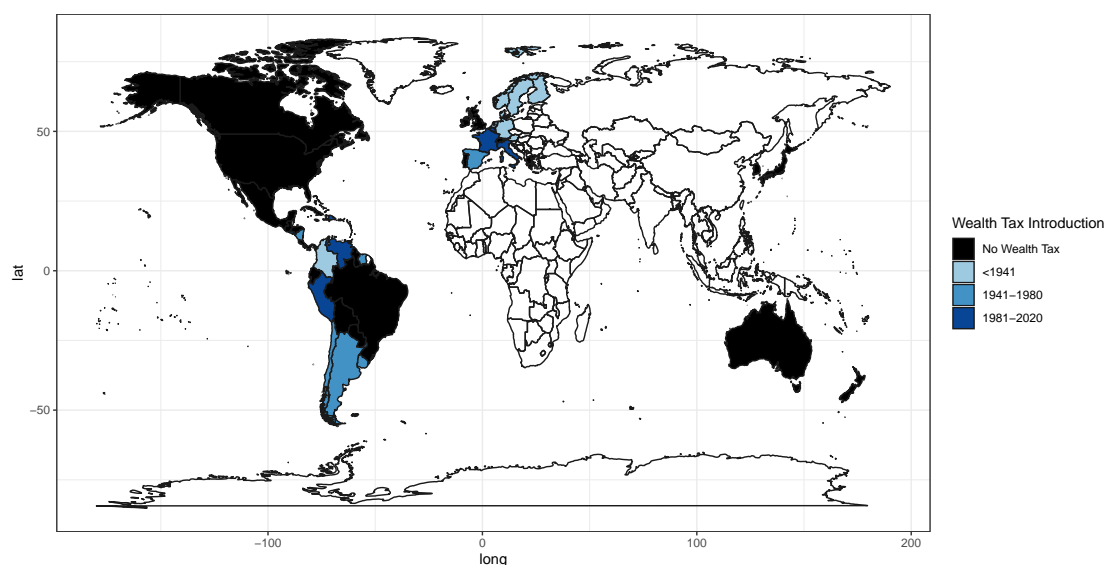 50
0
−50
lat
−100
0
100
200
long
Wealth Tax Introduction
No Wealth Tax
<1941
1941−1980
1981−2020